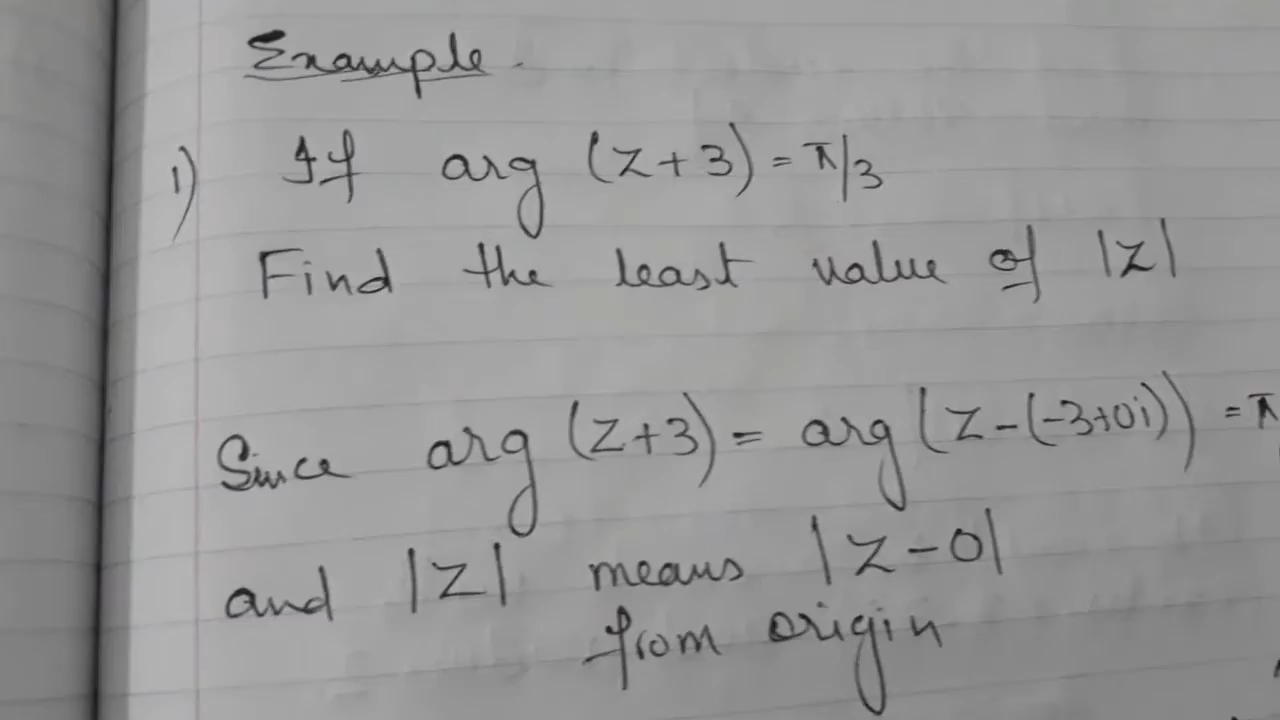 Example.
1) If arg (z+3) = π/3
Find the least value of |z|
Since arg (z+3) = arg (z-(-3+0i)) = π
and |z| means |z-0|
from origin